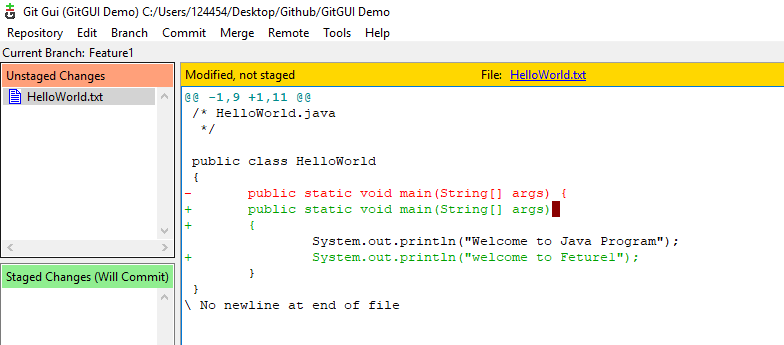 Git Gui (GitGUI Demo) C:/Users/124454/Desktop/Github/GitGUI Demo
Repository Edit Branch Commit Merge Remote Tools Help
Current Branch: Feature1
Unstaged Changes
HelloWorld.txt
Staged Changes (Will Commit)
Modified, not staged File: HelloWorld.txt
@@ -1,9 +1,11 @@
/* HelloWorld.java
*/
public class HelloWorld
{
- public static void main(String[] args) {
+ public static void main(String[] args)
+ {
System.out.println("Welcome to Java Program");
+ System.out.println("welcome to Feture1");
}
}
\ No newline at end of file